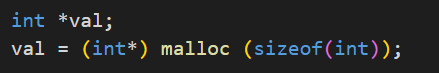 int *val;
val = (int*) malloc (sizeof(int));